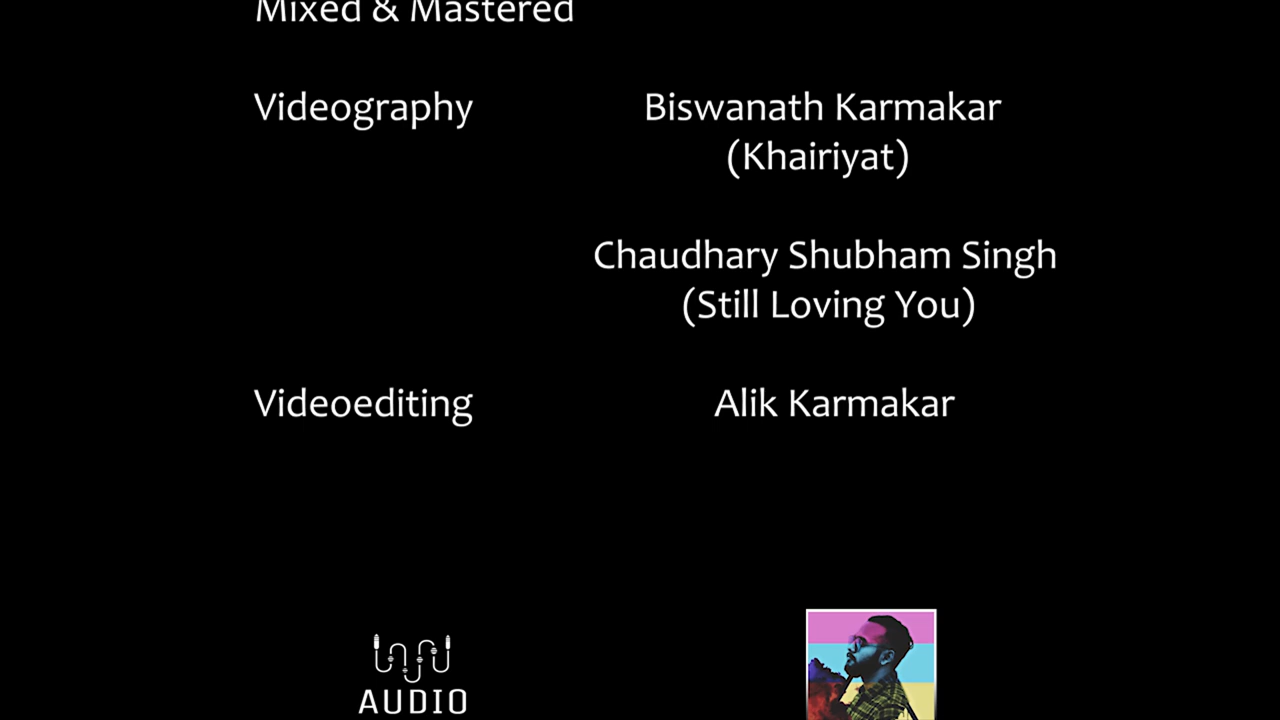 Mixed & Mastered
Videography Biswanath Karmakar
(Khairiyat)
Chaudhary Shubham Singh
(Still Loving You)
Videoediting Alik Karmakar
AUDIO